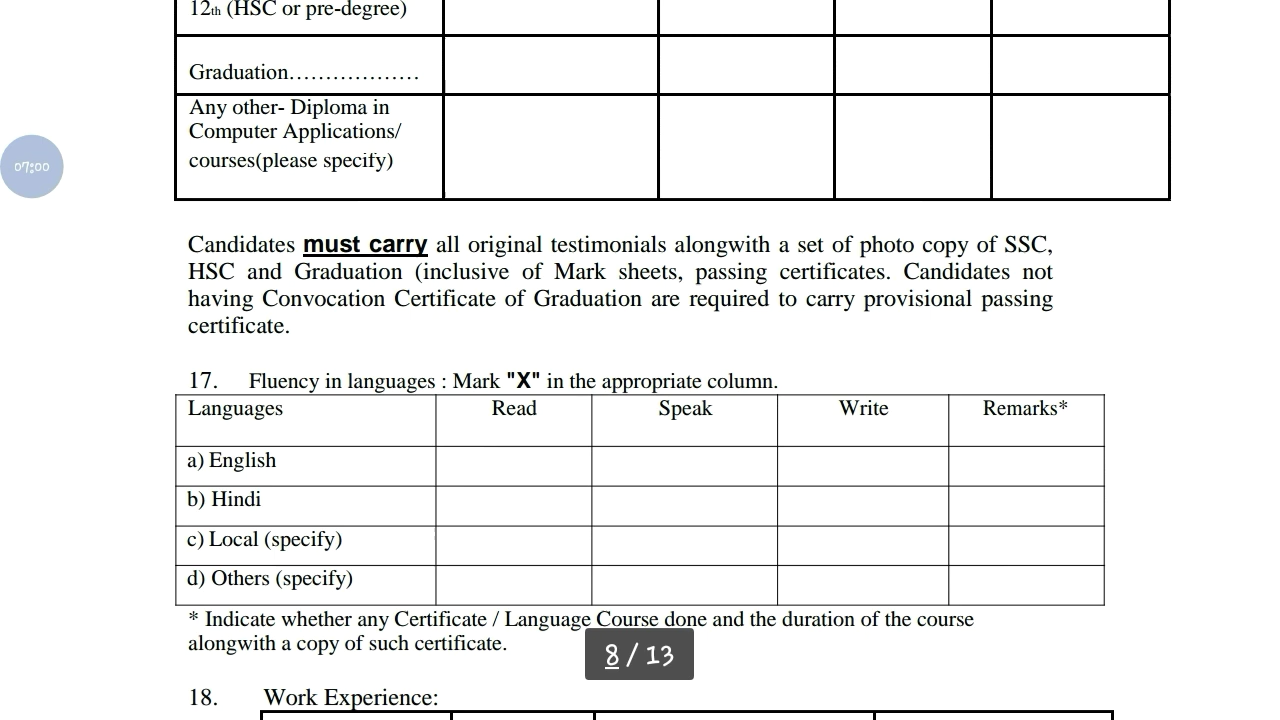 12th (HSC or pre-degree)
Graduation………………
Any other- Diploma in
Computer Applications/
courses(please specify)
07:00
Candidates must carry all original testimonials alongwith a set of photo copy of SSC,
HSC and Graduation (inclusive of Mark sheets, passing certificates. Candidates not
having Convocation Certificate of Graduation are required to carry provisional passing
certificate.
17. Fluency in languages : Mark "X" in the appropriate column.
Languages Read Speak Write Remarks*
a) English
b) Hindi
c) Local (specify)
d) Others (specify)
* Indicate whether any Certificate / Language Course done and the duration of the course
alongwith a copy of such certificate.
8 / 13
18. Work Experience: